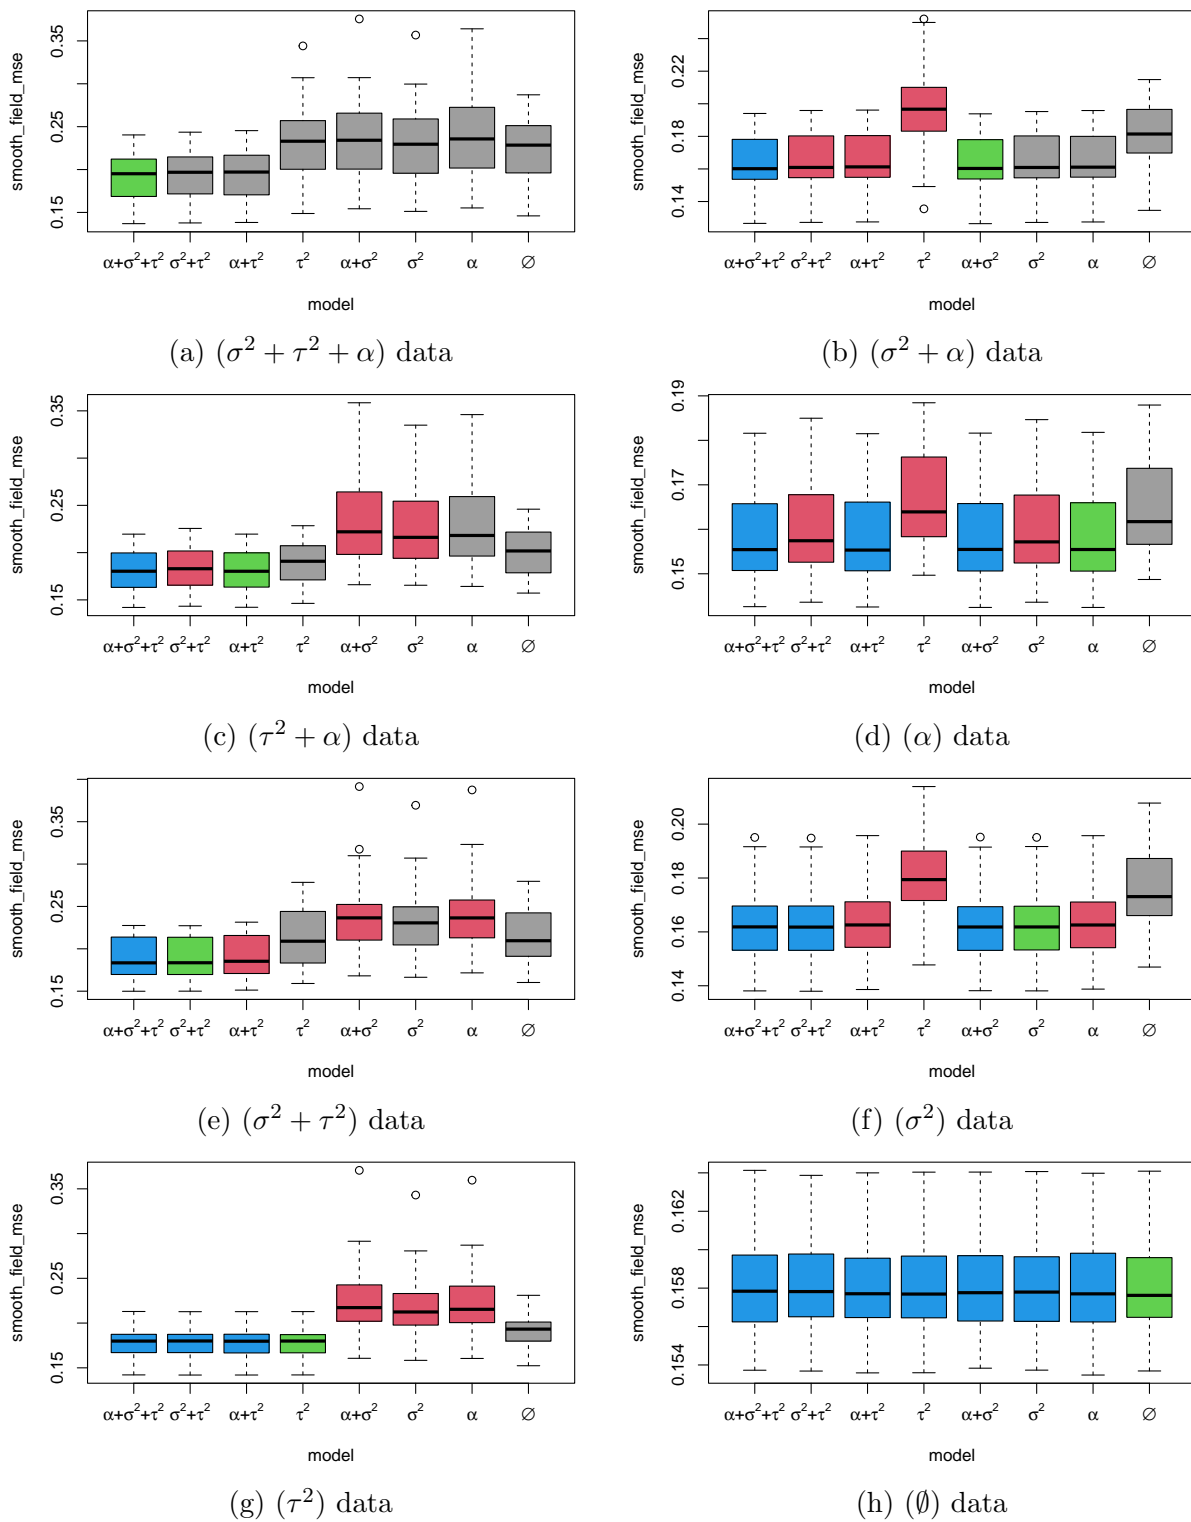 smooth_field_mse
0.15 0.25 0.35
α+σ²+τ² σ²+τ² α+τ² τ² α+σ² σ² α ∅
model
(a) (σ² + τ² + α) data
smooth_field_mse
0.14 0.18 0.22
α+σ²+τ² σ²+τ² α+τ² τ² α+σ² σ² α ∅
model
(b) (σ² + α) data
smooth_field_mse
0.15 0.25 0.35
α+σ²+τ² σ²+τ² α+τ² τ² α+σ² σ² α ∅
model
(c) (τ² + α) data
smooth_field_mse
0.15 0.17 0.19
α+σ²+τ² σ²+τ² α+τ² τ² α+σ² σ² α ∅
model
(d) (α) data
smooth_field_mse
0.15 0.25 0.35
α+σ²+τ² σ²+τ² α+τ² τ² α+σ² σ² α ∅
model
(e) (σ² + τ²) data
smooth_field_mse
0.14 0.16 0.18 0.20
α+σ²+τ² σ²+τ² α+τ² τ² α+σ² σ² α ∅
model
(f) (σ²) data
smooth_field_mse
0.15 0.25 0.35
α+σ²+τ² σ²+τ² α+τ² τ² α+σ² σ² α ∅
model
(g) (τ²) data
smooth_field_mse
0.154 0.158 0.162
α+σ²+τ² σ²+τ² α+τ² τ² α+σ² σ² α ∅
model
(h) (∅) data